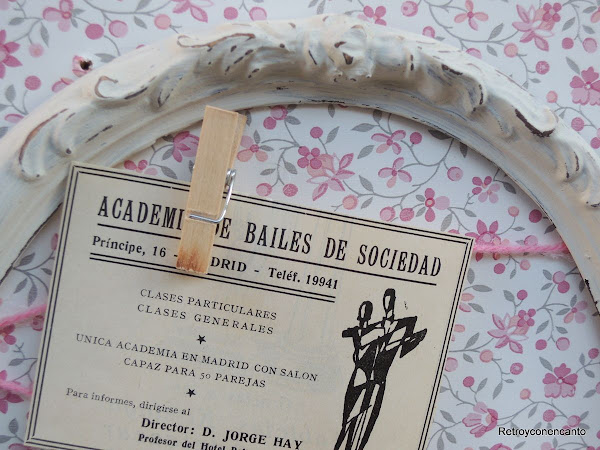 ACADEMI DE BAILES DE SOCIEDAD
Príncipe, 16 - DRID - Teléf. 19941
CLASES PARTICULARES
CLASES GENERALES
UNICA ACADEMIA EN MADRID CON SALON
CAPAZ PARA 50 PAREJAS
Para informes, dirigirse al
Director: D. JORGE HAY
Profesor del Hotel
Retroyconencanto